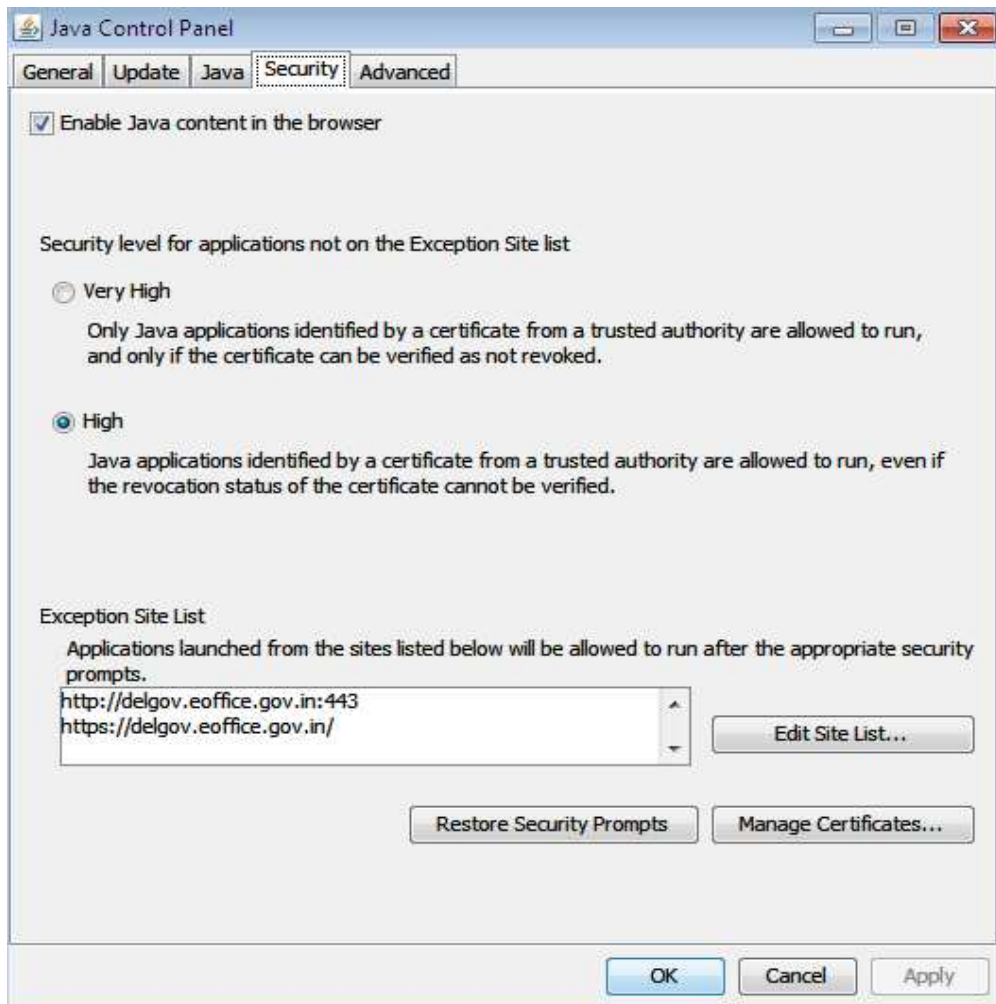 Java Control Panel
General Update Java Security Advanced
Enable Java content in the browser
Security level for applications not on the Exception Site list
Very High
Only Java applications identified by a certificate from a trusted authority are allowed to run,
and only if the certificate can be verified as not revoked.
High
Java applications identified by a certificate from a trusted authority are allowed to run, even if
the revocation status of the certificate cannot be verified.
Exception Site List
Applications launched from the sites listed below will be allowed to run after the appropriate security
prompts.
http://delgov.eoffice.gov.in:443
https://delgov.eoffice.gov.in/
Edit Site List...
Restore Security Prompts Manage Certificates...
OK Cancel Apply